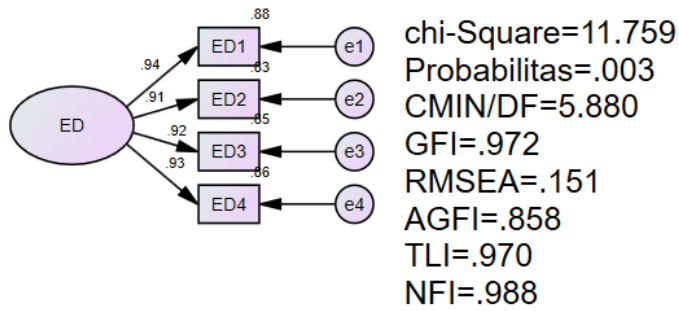 .88
.94
ED1
e1
.83
.91
ED2
e2
ED
.85
.92
ED3
e3
.86
.93
ED4
e4
chi-Square=11.759
Probabilitas=.003
CMIN/DF=5.880
GFI=.972
RMSEA=.151
AGFI=.858
TLI=.970
NFI=.988